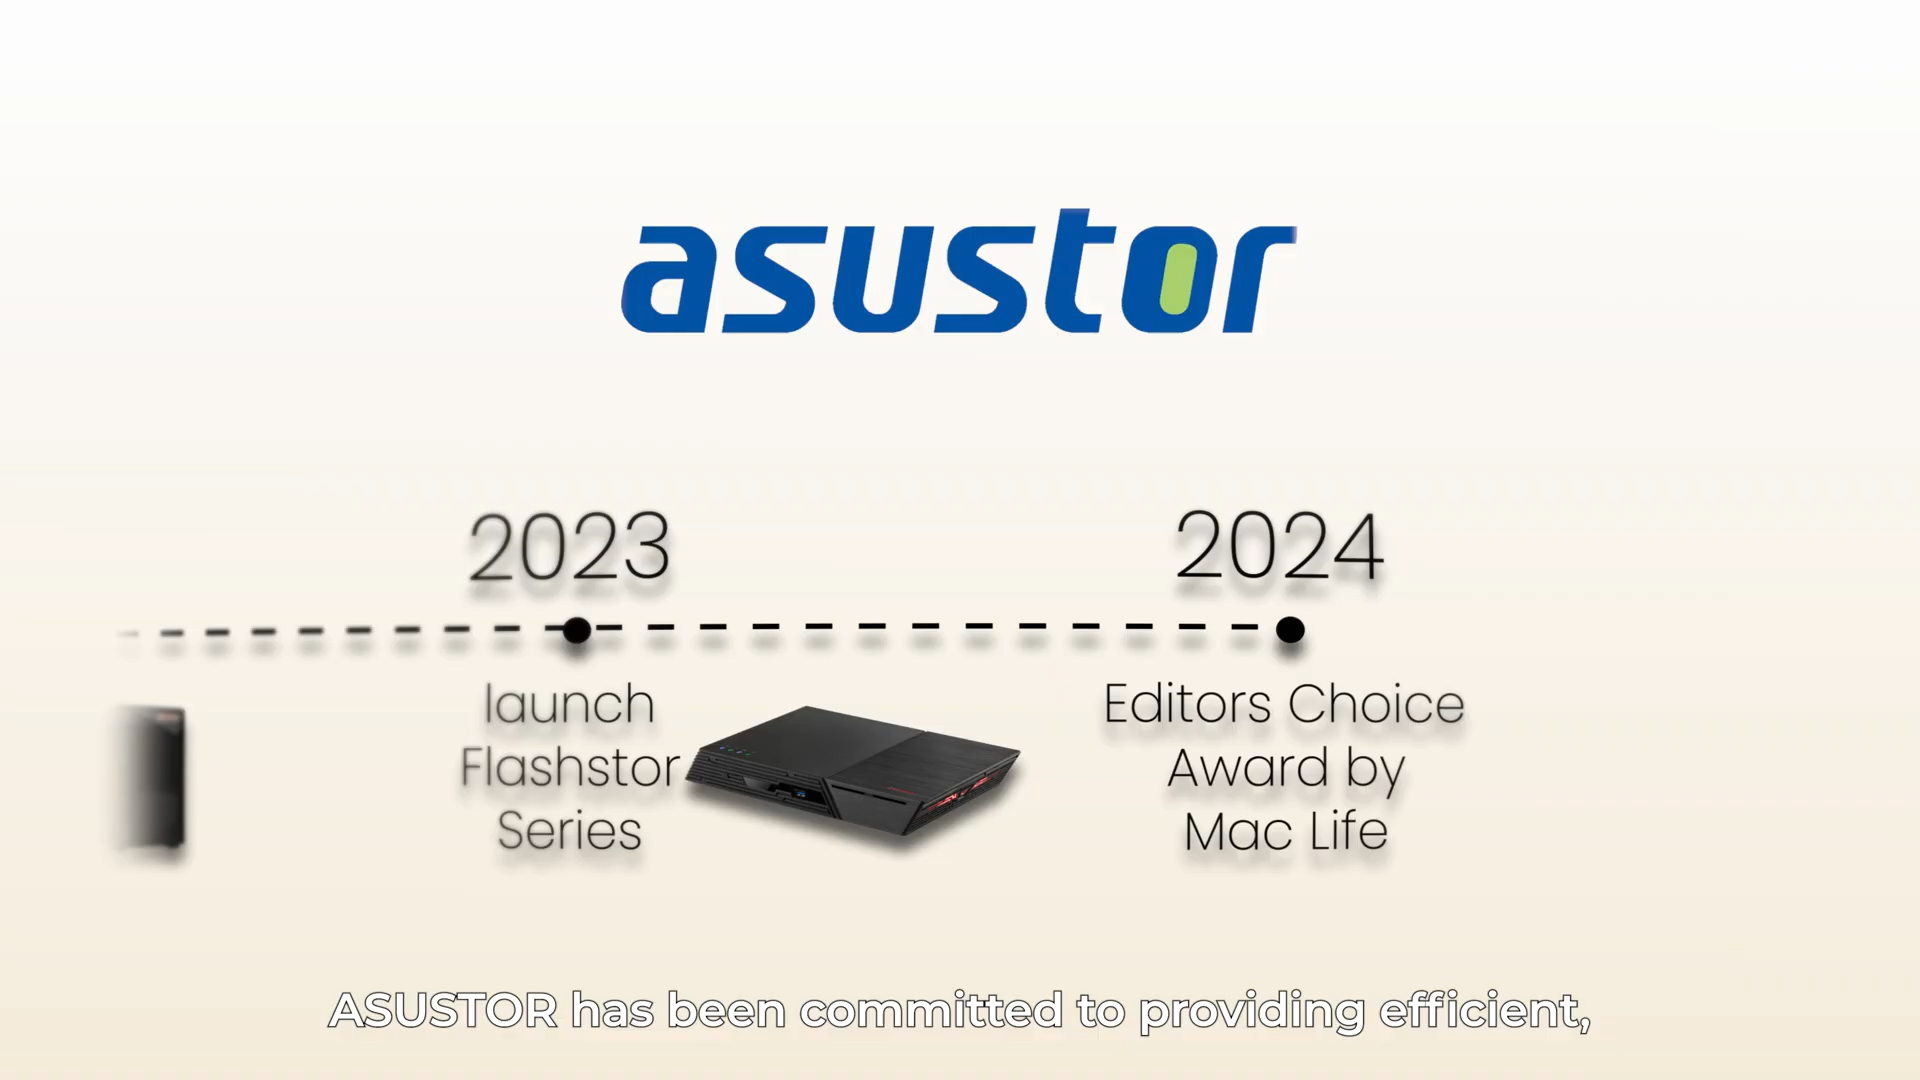 asustor
2023
2024
launch
Flashstor
Series
Editors Choice
Award by
Mac Life
ASUSTOR has been committed to providing efficient,